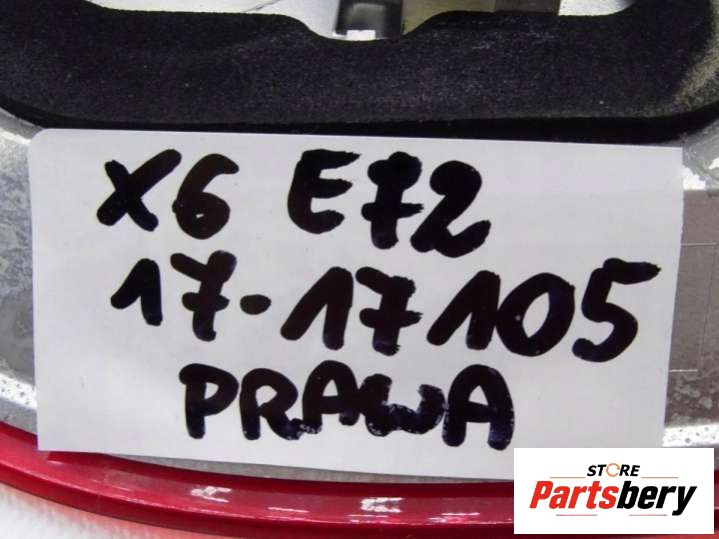 X6 E72
17-17105
PRAWA
STORE
Partsbery